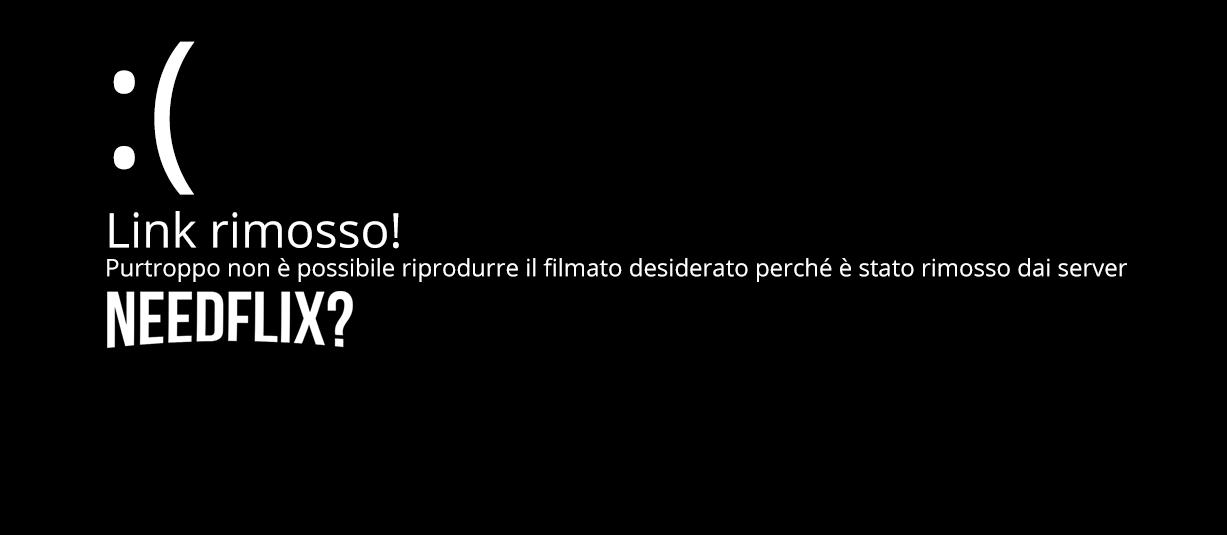 :(
Link rimosso!
Purtroppo non è possibile riprodurre il filmato desiderato perché è stato rimosso dai server
NEEDFLIX?